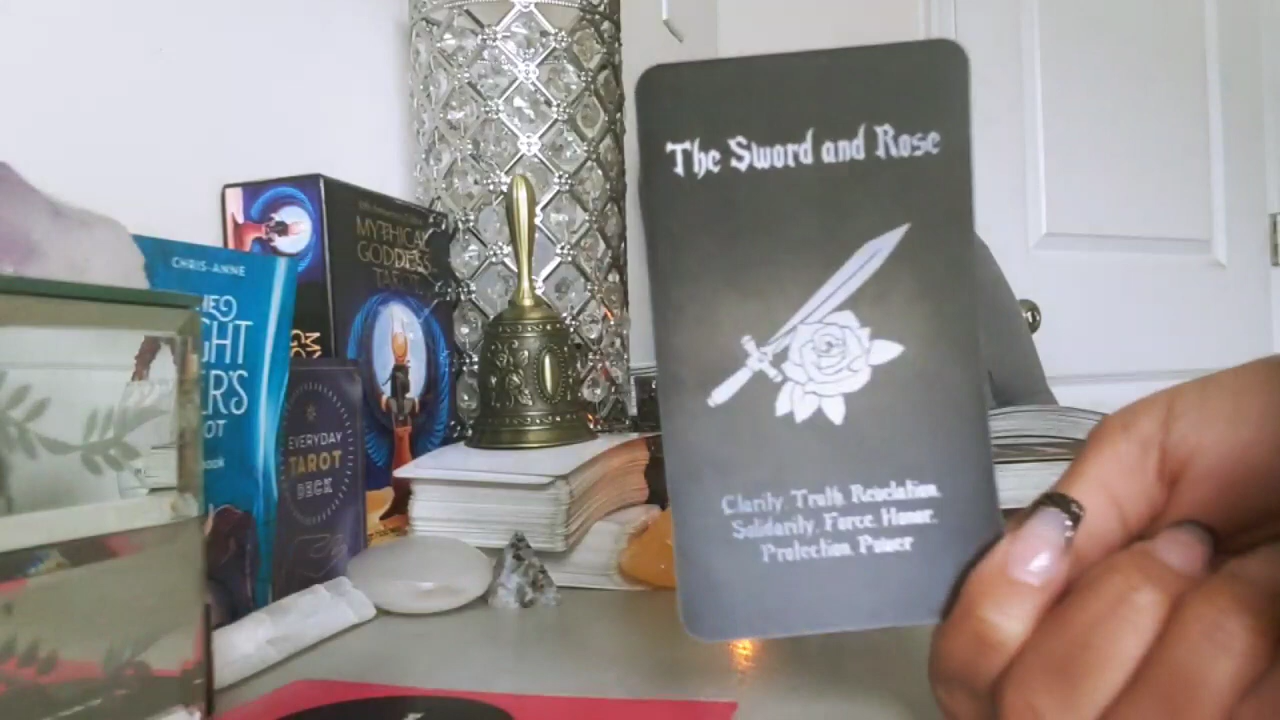 The Sword and Rose
Clarity. Truth. Revelation.
Solidarity. Force. Honor.
Protection. Power
MYTHICAL
GODDESS
TAROT
CHRIS-ANNE
EVERYDAY
TAROT
DECK